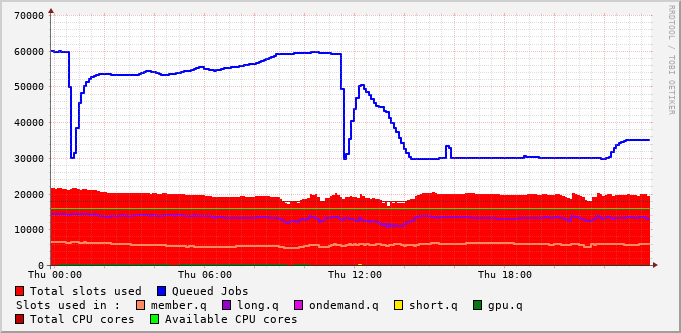 70000
60000
50000
40000
30000
20000
10000
0
Thu 00:00 Thu 06:00 Thu 12:00 Thu 18:00
RRDTOOL / TOBI OETIKER
Total slots used Queued Jobs
Slots used in : member.q long.q ondemand.q short.q gpu.q
Total CPU cores Available CPU cores